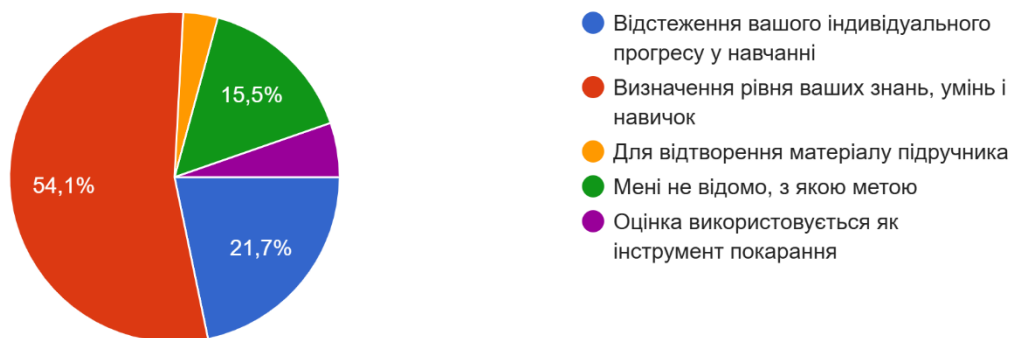 15,5%
54,1%
21,7%
Відстеження вашого індивідуального
прогресу у навчанні
Визначення рівня ваших знань, умінь і
навичок
Для відтворення матеріалу підручника
Мені не відомо, з якою метою
Оцінка використовується як
інструмент покарання